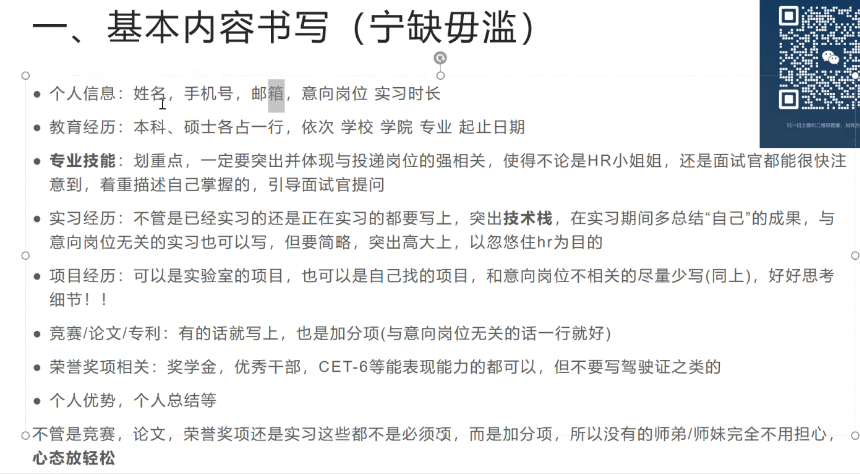 一、基本内容书写（宁缺毋滥）
● 个人信息：姓名，手机号，邮箱，意向岗位 实习时长
● 教育经历：本科、硕士各占一行，依次 学校 学院 专业 起止日期
● 专业技能：划重点，一定要突出并体现与投递岗位的强相关，使得不论是HR小姐姐，还是面试官都能很快注
意到，着重描述自己掌握的，引导面试官提问
● 实习经历：不管是已经实习的还是正在实习的都要写上，突出技术栈，在实习期间多总结“自己”的成果，与
意向岗位无关的实习也可以写，但要简略，突出高大上，以忽悠住hr为目的
● 项目经历：可以是实验室的项目，也可以是自己找的项目，和意向岗位不相关的尽量少写(同上)，好好思考
细节！！
● 竞赛/论文/专利：有的话就写上，也是加分项(与意向岗位无关的话一行就好)
● 荣誉奖项相关：奖学金，优秀干部，CET-6等能表现能力的都可以，但不要写驾驶证之类的
● 个人优势，个人总结等
不管是竞赛，论文，荣誉奖项还是实习这些都不是必须项，而是加分项，所以没有的师弟/师妹完全不用担心，
心态放轻松